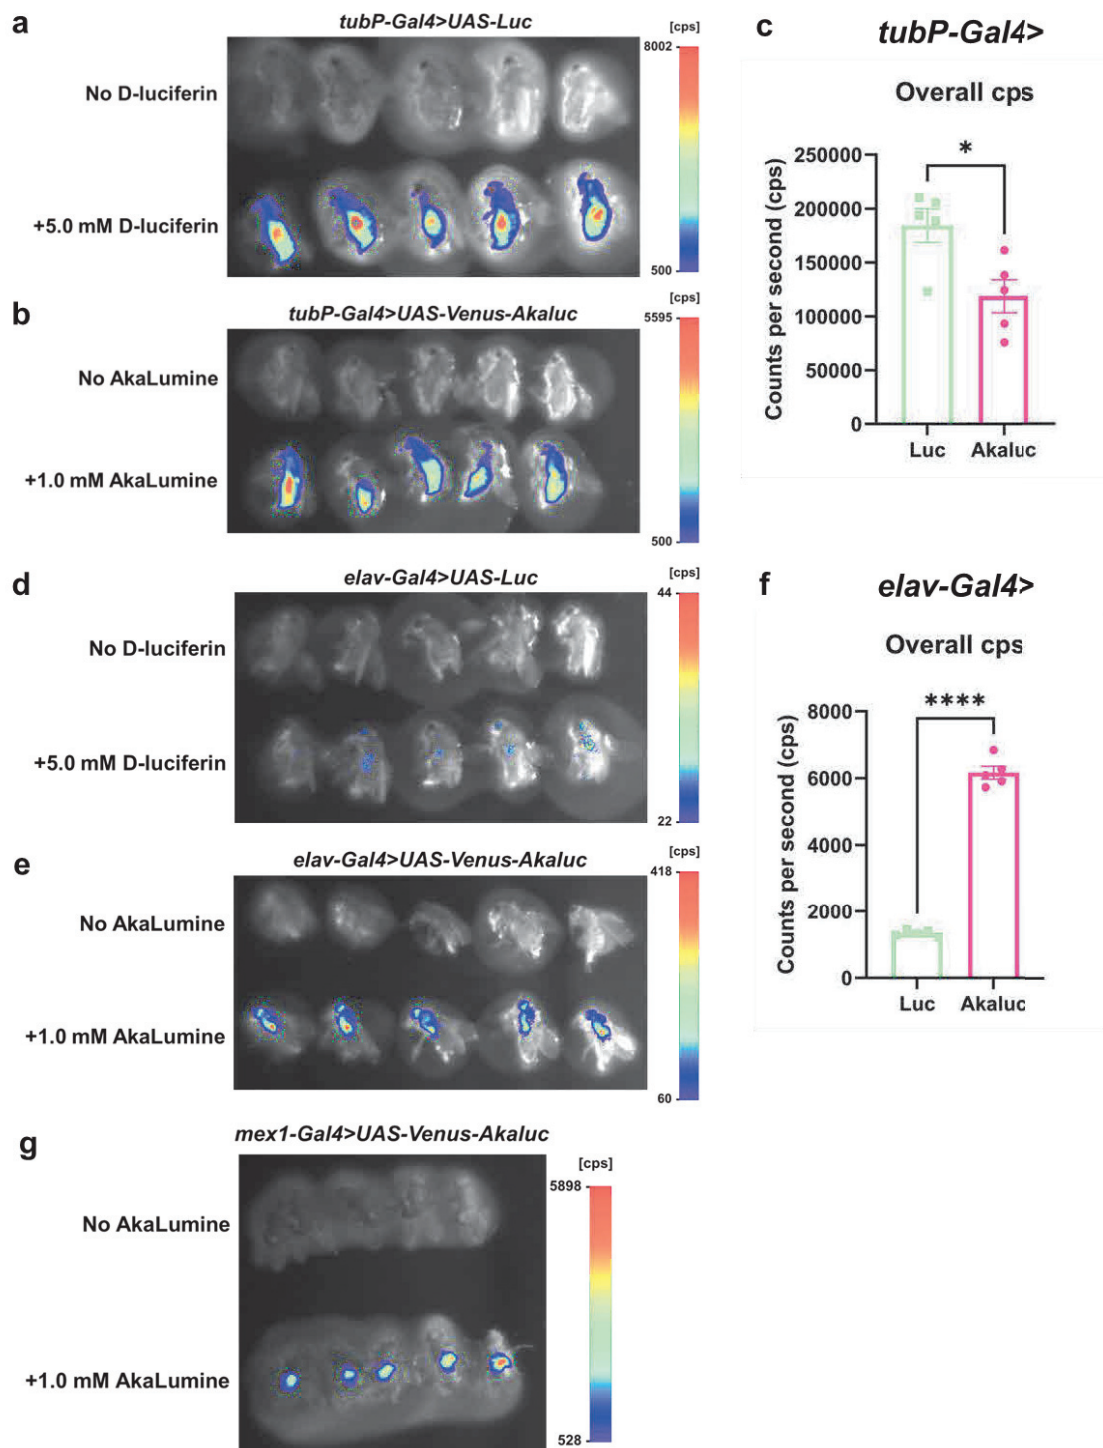 a
tubP-Gal4>UAS-Luc
[cps]
8002
No D-luciferin
+5.0 mM D-luciferin
500
b
tubP-Gal4>UAS-Venus-Akaluc
[cps]
5595
No AkaLumine
+1.0 mM AkaLumine
500
c
tubP-Gal4>
Overall cps
Counts per second (cps)
250000
200000
150000
100000
50000
0
*
Luc
Akaluc
d
elav-Gal4>UAS-Luc
[cps]
44
No D-luciferin
+5.0 mM D-luciferin
22
e
elav-Gal4>UAS-Venus-Akaluc
[cps]
418
No AkaLumine
+1.0 mM AkaLumine
60
f
elav-Gal4>
Overall cps
Counts per second (cps)
8000
6000
4000
2000
0
****
Luc
Akaluc
g
mex1-Gal4>UAS-Venus-Akaluc
[cps]
5898
No AkaLumine
+1.0 mM AkaLumine
528